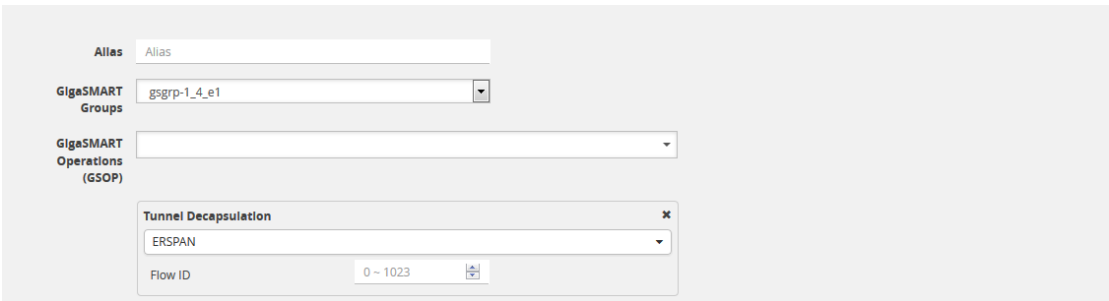 Alias Alias
GigaSMART gsgrp-1_4_e1
Groups
GigaSMART
Operations
(GSOP)
Tunnel Decapsulation
ERSPAN
Flow ID 0 ~ 1023